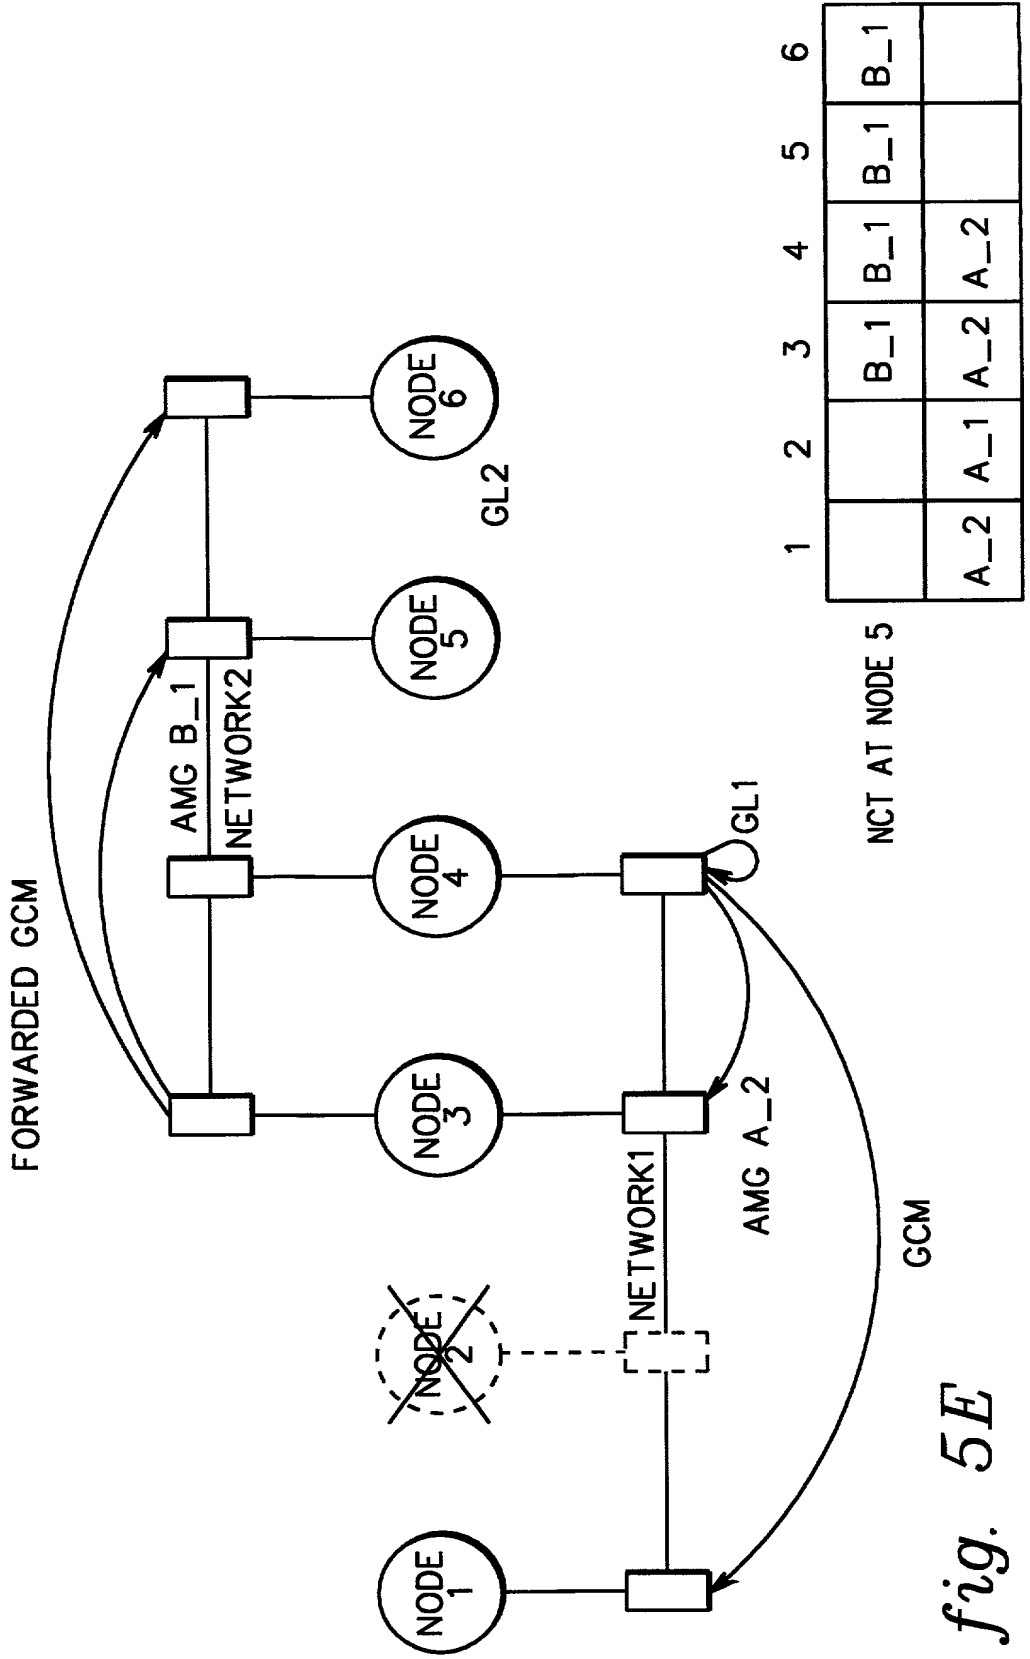 FORWARDED GCM
AMG B_1
NETWORK2
NODE 1
NODE 2
NODE 3
NODE 4
NODE 5
NODE 6
GL2
NETWORK1
AMG A_2
GL1
GCM
NCT AT NODE 5
1 2 3 4 5 6
B_1 B_1 B_1 B_1
A_2 A_1 A_2 A_2
fig. 5E